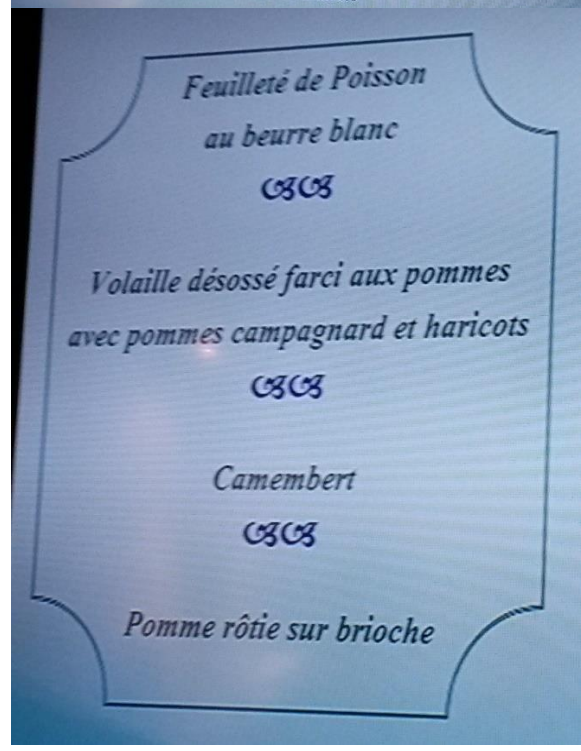 Feuilleté de Poisson
au beurre blanc
Volaille désossé farci aux pommes
avec pommes campagnard et haricots
Camembert
Pomme rôtie sur brioche